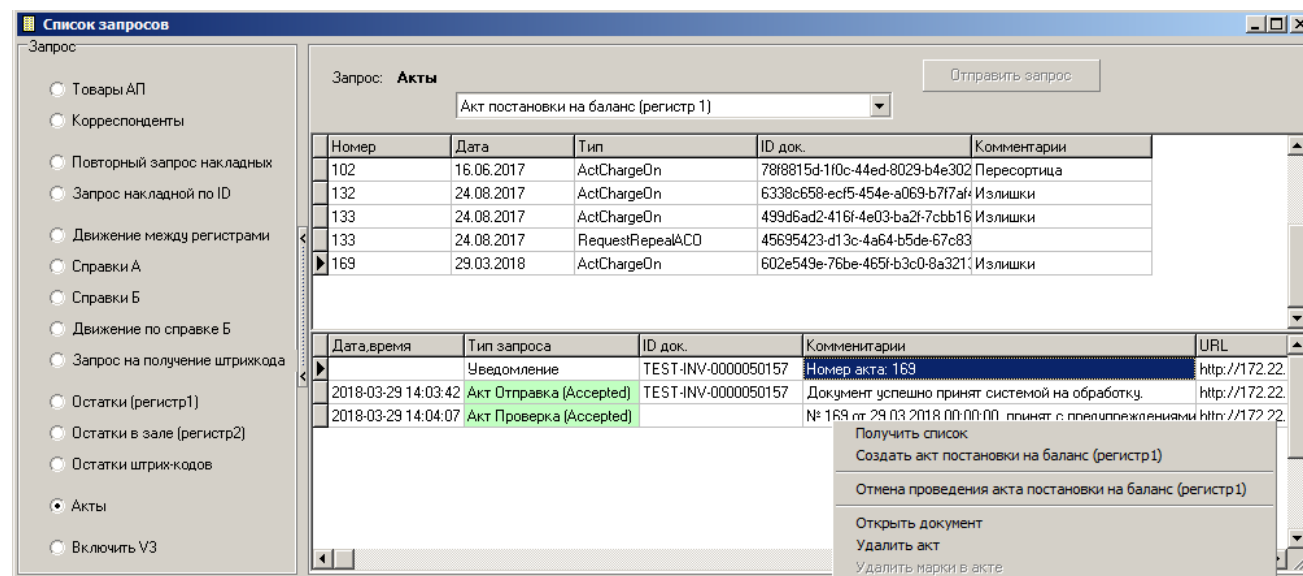 Список запросов
Запрос
Товары АП
Корреспонденты
Повторный запрос накладных
Запрос накладной по ID
Движение между регистрами
Справки А
Справки Б
Движение по справке Б
Запрос на получение штрихкода
Остатки (регистр1)
Остатки в зале (регистр2)
Остатки штрих-кодов
Акты
Включить V3
Запрос: Акты
Отправить запрос
Акт постановки на баланс (регистр 1)
Номер Дата Тип ID док. Комментарии
102 16.06.2017 ActChargeOn 78f8815d-1f0c-44ed-8029-b4e302 Пересортица
132 24.08.2017 ActChargeOn 6338c658-ecf5-454e-a069-b7f7af4 Излишки
133 24.08.2017 ActChargeOn 499d6ad2-416f-4e03-ba2f-7cbb16 Излишки
133 24.08.2017 RequestRepealACO 45695423-d13c-4a64-b5de-67c83
169 29.03.2018 ActChargeOn 602e549e-76be-465f-b3c0-8a3213 Излишки
Дата,время Тип запроса ID док. Комменитарии URL
Уведомление TEST-INV-0000050157 Номер акта: 169 http://172.22.
2018-03-29 14:03:42 Акт Отправка (Accepted) TEST-INV-0000050157 Документ успешно принят системой на обработку. http://172.22.
2018-03-29 14:04:07 Акт Проверка (Accepted) № 169 от 29.03.2018 00:00:00 принят с предупреждениями http://172.22.
Получить список
Создать акт постановки на баланс (регистр1)
Отмена проведения акта постановки на баланс (регистр1)
Открыть документ
Удалить акт
Удалить марки в акте